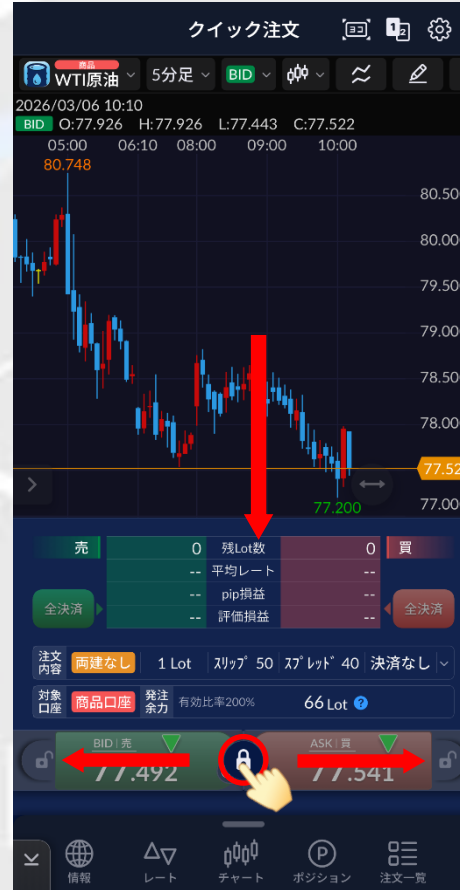 クイック注文
1 2
商品
WTI原油 5分足 BID
2026/03/06 10:10
BID O:77.926 H:77.926 L:77.443 C:77.522
05:00 06:10 08:00 09:00 10:00
80.748
80.50
80.00
79.50
79.00
78.50
78.00
77.52
77.00
77.200
売 0 残Lot数 0 買
-- 平均レート --
-- pip損益 --
-- 評価損益 --
全決済 全決済
注文内容 両建なし 1 Lot スリップ 50 スプレッド 40 決済なし
対象口座 商品口座 発注余力 有効比率200% 66 Lot ?
BID|売 ASK|買
77.492 77.541
情報 レート チャート ポジション 注文一覧